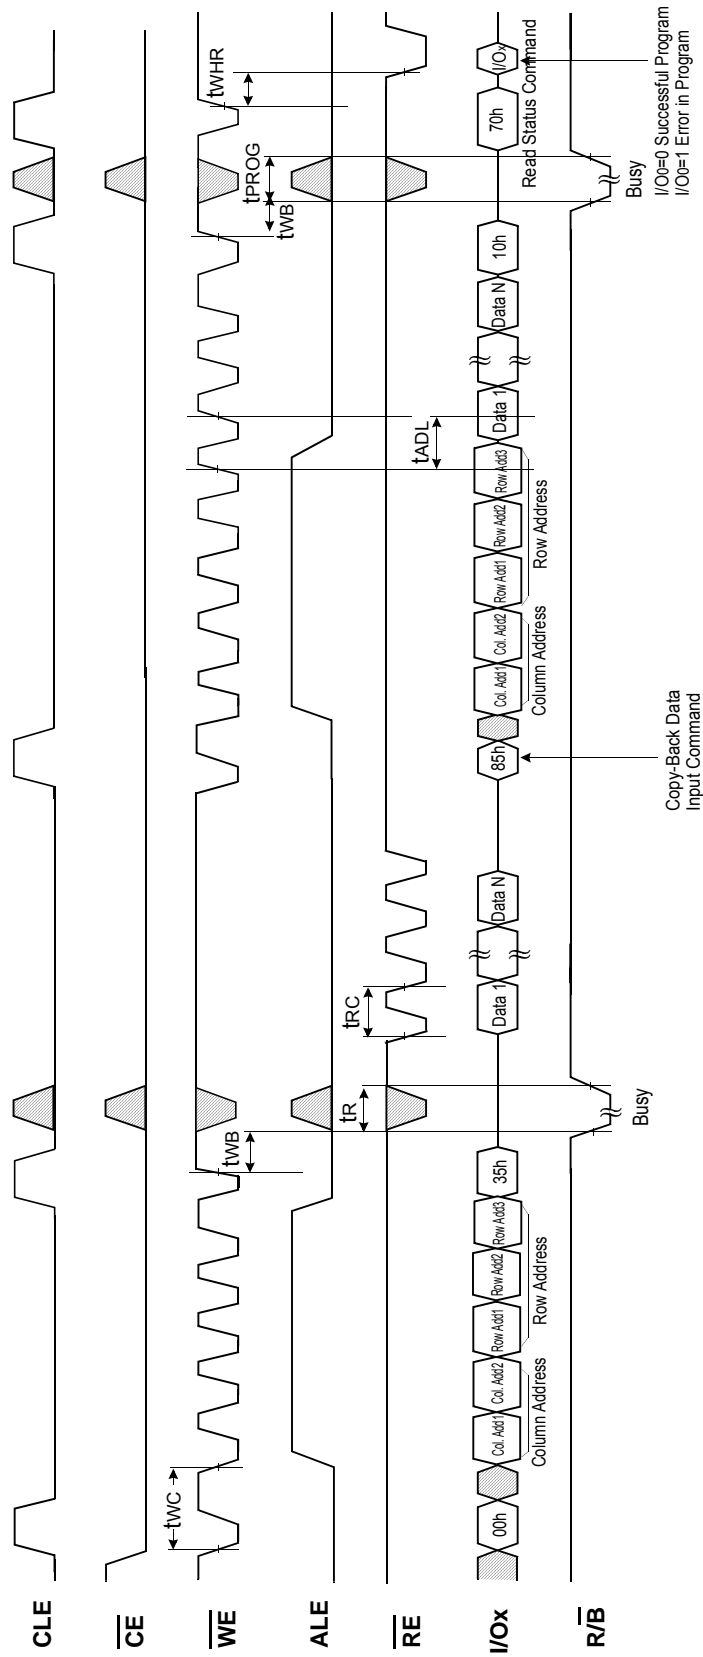 CLE
CE
WE
tWC
tWB
tWB
tPROG
tWHR
ALE
tR
tADL
RE
tRC
I/Ox
00h
Col. Add1
Col. Add2
Row Add1
Row Add2
Row Add3
35h
Data 1
Data N
85h
Col. Add1
Col. Add2
Row Add1
Row Add2
Row Add3
Data 1
Data N
10h
70h
I/Ox
Column Address
Row Address
Column Address
Row Address
Read Status Command
R/B
Busy
Busy
Copy-Back Data
Input Command
I/O0=0 Successful Program
I/O0=1 Error in Program